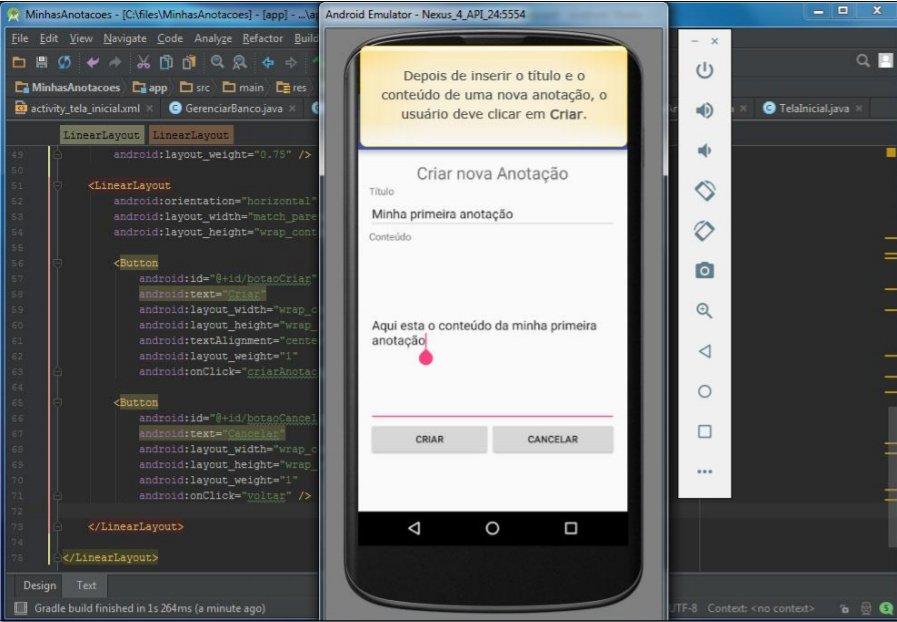 MinhasAnotacoes - [C:\files\MinhasAnotacoes] - [app] - ...\ap
Android Emulator - Nexus_4_API_24:5554
File Edit View Navigate Code Analyze Refactor Build
MinhasAnotacoes app src main res
activity_tela_inicial.xml GerenciarBanco.java
TelaInicial.java
LinearLayout LinearLayout
49 android:layout_weight="0.75" />
50
51 <LinearLayout
52 android:orientation="horizontal"
53 android:layout_width="match_pare
54 android:layout_height="wrap_cont
55
56 <Button
57 android:id="@+id/botaoCriar"
58 android:text="Criar"
59 android:layout_width="wrap_c
60 android:layout_height="wrap_
61 android:textAlignment="cente
62 android:layout_weight="1"
63 android:onClick="criarAnotac
64
65 <Button
66 android:id="@+id/botaoCancel
67 android:text="Cancelar"
68 android:layout_width="wrap_c
69 android:layout_height="wrap_
70 android:layout_weight="1"
71 android:onClick="voltar" />
72
73 </LinearLayout>
74
75 </LinearLayout>
Design Text
Gradle build finished in 1s 264ms (a minute ago)
Depois de inserir o título e o
conteúdo de uma nova anotação, o
usuário deve clicar em Criar.
Criar nova Anotação
Título
Minha primeira anotação
Conteúdo
Aqui esta o conteúdo da minha primeira
anotação
CRIAR CANCELAR
UTF-8 Context: <no context>